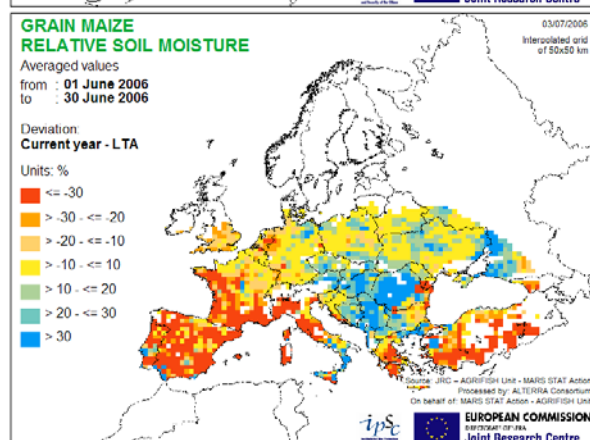 GRAIN MAIZE
RELATIVE SOIL MOISTURE
Averaged values
from : 01 June 2006
to : 30 June 2006
03/07/2006
Interpolated grid
of 50x50 km
Deviation:
Current year - LTA
Units: %
<= -30
> -30 - <= -20
> -20 - <= -10
> -10 - <= 10
> 10 - <= 20
> 20 - <= 30
> 30
Source: JRC - AGRIFISH Unit - MARS STAT Action
Processed by: ALTERRA Consortium
On behalf of: MARS STAT Action - AGRIFISH Unit
ipsc
EUROPEAN COMMISSION
Joint Research Centre